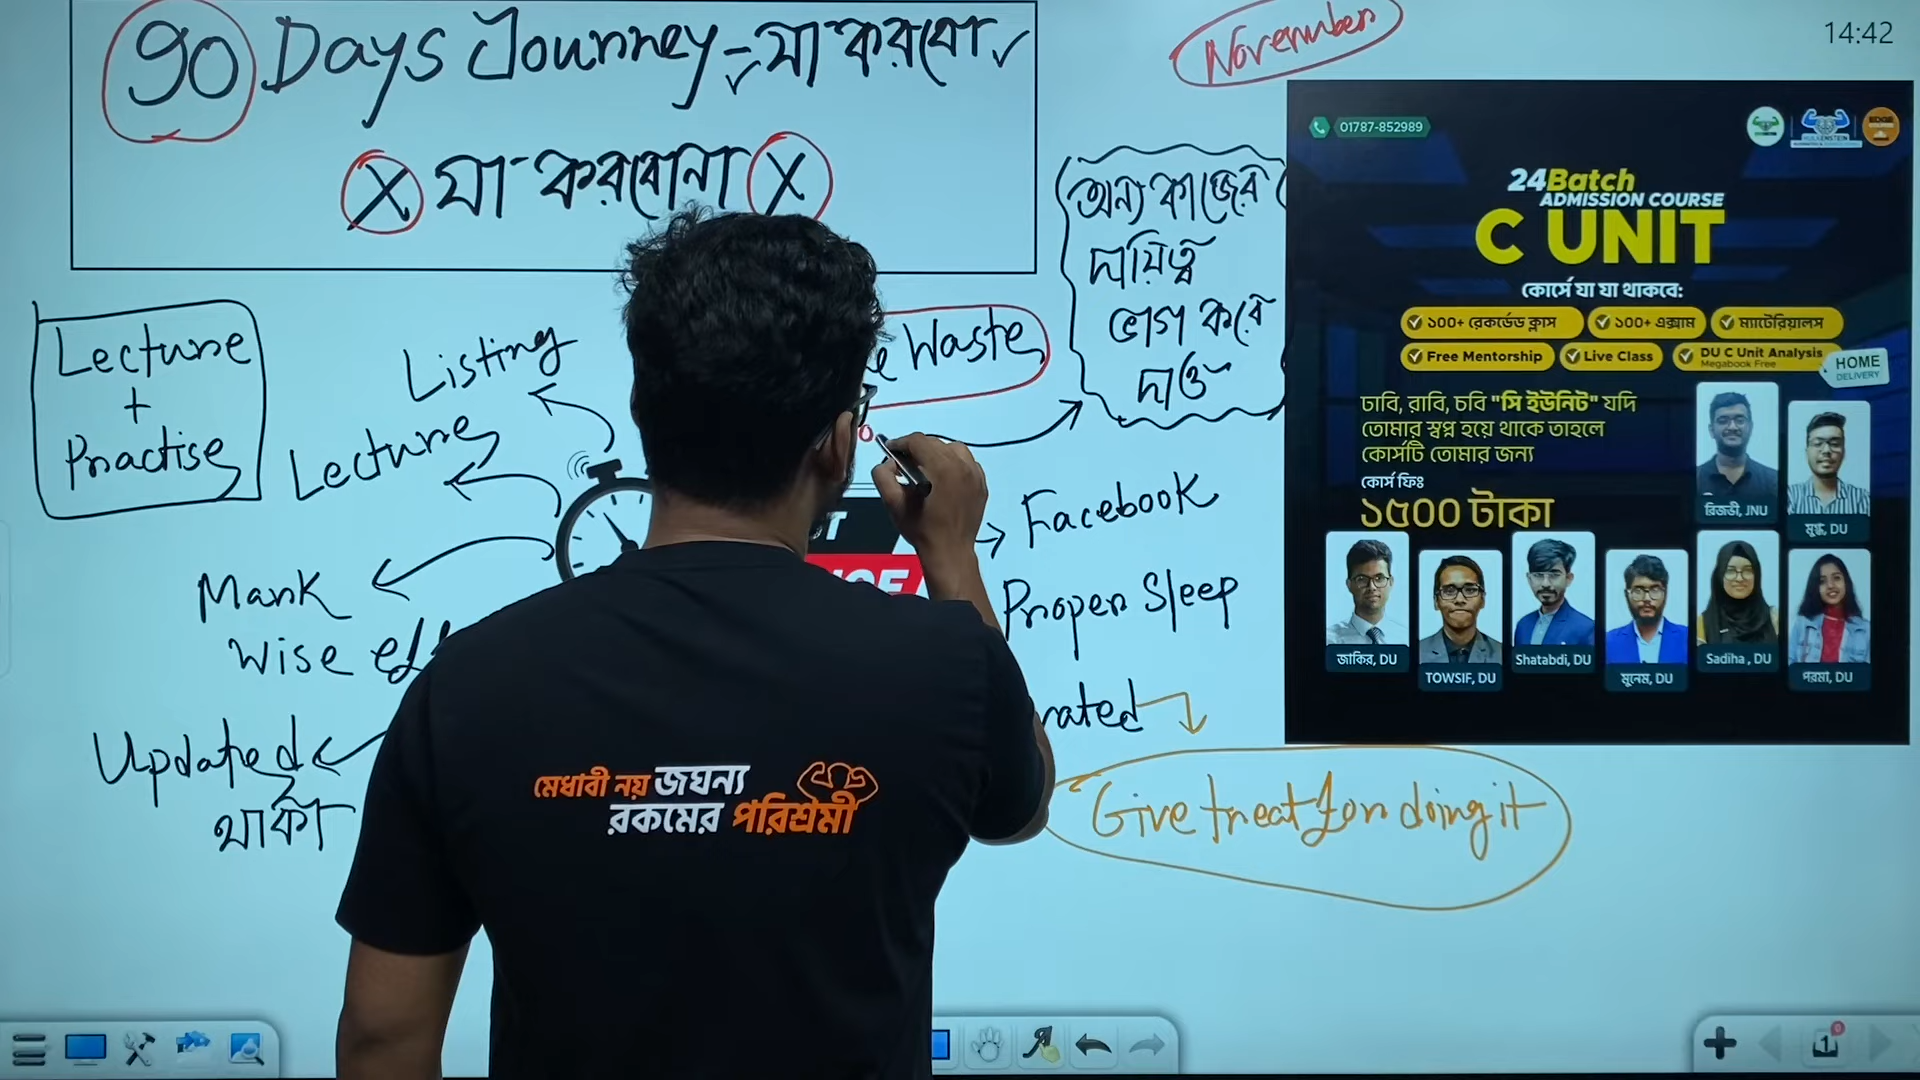 90 Days Journey - যা করবো
X যা করবোনা X
November
14:42
Lecture
+
Practise
Listing
Lecture
Mark
Wise
Updated
থাকা
Waste
অন্য কাজের
দায়িত্ব
ভাগ করে
দাও
Facebook
Proper Sleep
Give treat for doing it
মেধাবী নয় জঘন্য
রকমের পরিশ্রমী
01787-852989
24Batch
ADMISSION COURSE
C UNIT
কোর্সে যা যা থাকবে:
১০০+ রেকর্ডেড ক্লাস
১০০+ এক্সাম
ম্যাটেরিয়ালস
Free Mentorship
Live Class
DU C Unit Analysis
Megabook Free
HOME
DELIVERY
ঢাবি, রাবি, চবি "সি ইউনিট" যদি
তোমার স্বপ্ন হয়ে থাকে তাহলে
কোর্সটি তোমার জন্য
কোর্স ফিঃ
১৫০০ টাকা
রিজভী, JNU
মুগ্ধ, DU
জাকির, DU
TOWSIF, DU
Shatabdi, DU
মুনেম, DU
Sadiha, DU
পরমা, DU